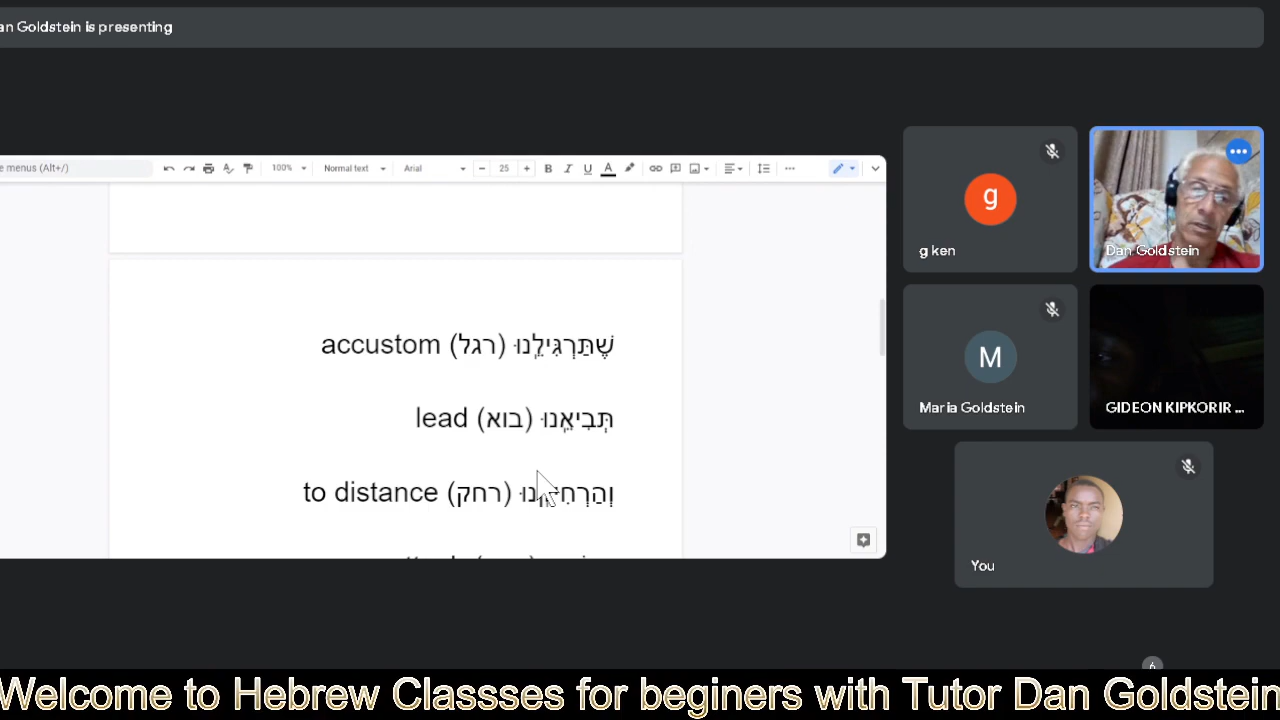 an Goldstein is presenting
e menus (Alt+/)
100%
Normal text
Arial
25
B I U A
g
g ken
Dan Goldstein
שֶׁתַּרְגִּילֵֽנוּ (רגל) accustom
M
Maria Goldstein
GIDEON KIPKORIR ...
תְּבִיאֵֽנוּ (בוא) lead
וְהַרְחִיקֵֽנוּ (רחק) to distance
You
6
Welcome to Hebrew Classses for beginers with Tutor Dan Goldstein